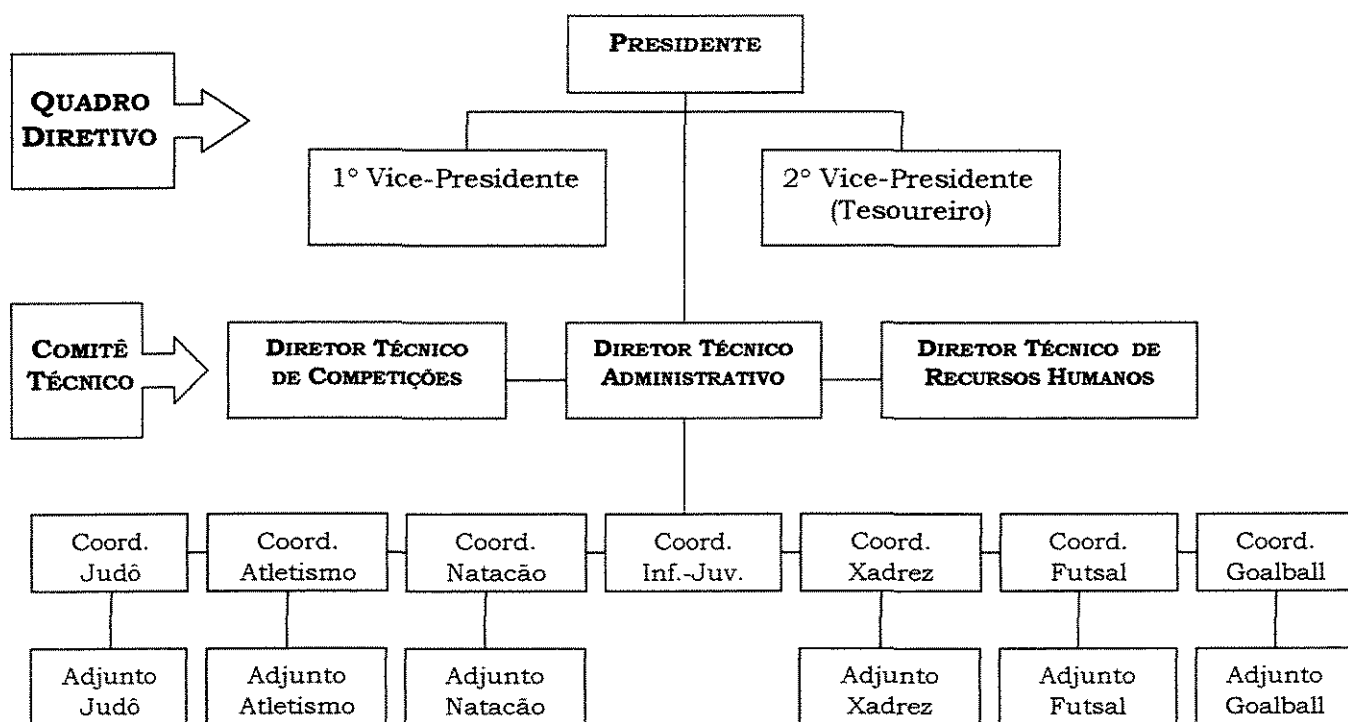 PRESIDENTE
QUADRO
DIRETIVO
1° Vice-Presidente
2° Vice-Presidente
(Tesoureiro)
COMITÊ
TÉCNICO
DIRETOR TÉCNICO
DE COMPETIÇÕES
DIRETOR TÉCNICO
ADMINISTRATIVO
DIRETOR TÉCNICO DE
RECURSOS HUMANOS
Coord.
Judô
Coord.
Atletismo
Coord.
Natacão
Coord.
Inf.-Juv.
Coord.
Xadrez
Coord.
Futsal
Coord.
Goalball
Adjunto
Judô
Adjunto
Atletismo
Adjunto
Natacão
Adjunto
Xadrez
Adjunto
Futsal
Adjunto
Goalball